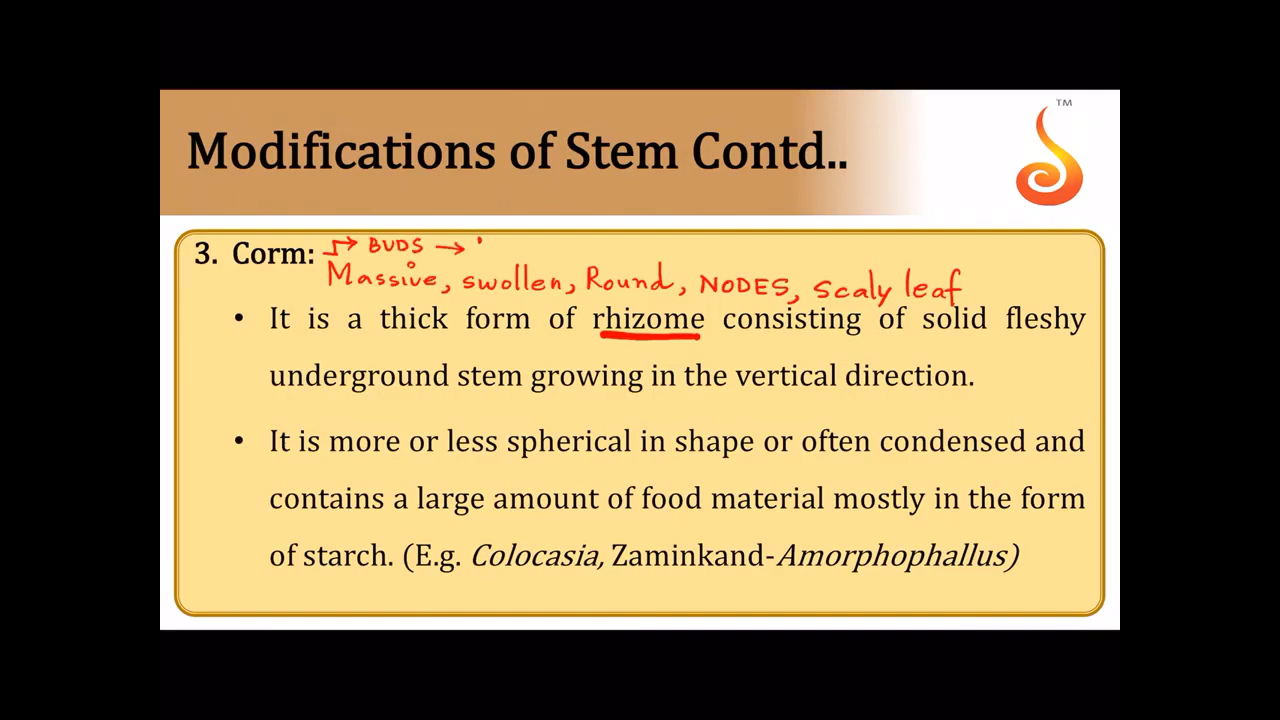 TM
Modifications of Stem Contd..
3. Corm: → BUDS →
Massive, swollen, Round, NODES, scaly leaf
• It is a thick form of rhizome consisting of solid fleshy
underground stem growing in the vertical direction.
• It is more or less spherical in shape or often condensed and
contains a large amount of food material mostly in the form
of starch. (E.g. Colocasia, Zaminkand-Amorphophallus)